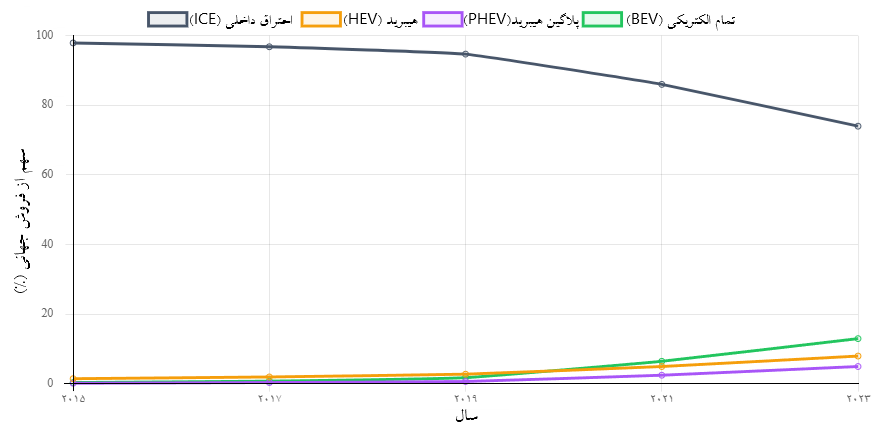 احتراق داخلی (ICE)
هیبرید (HEV)
پلاگین هیبرید(PHEV)
تمام الکتریکی (BEV)
سهم از فروش جهانی (٪)
100
80
60
40
20
0
۲۰۱۵
۲۰۱۷
۲۰۱۹
۲۰۲۱
۲۰۲۳
سال